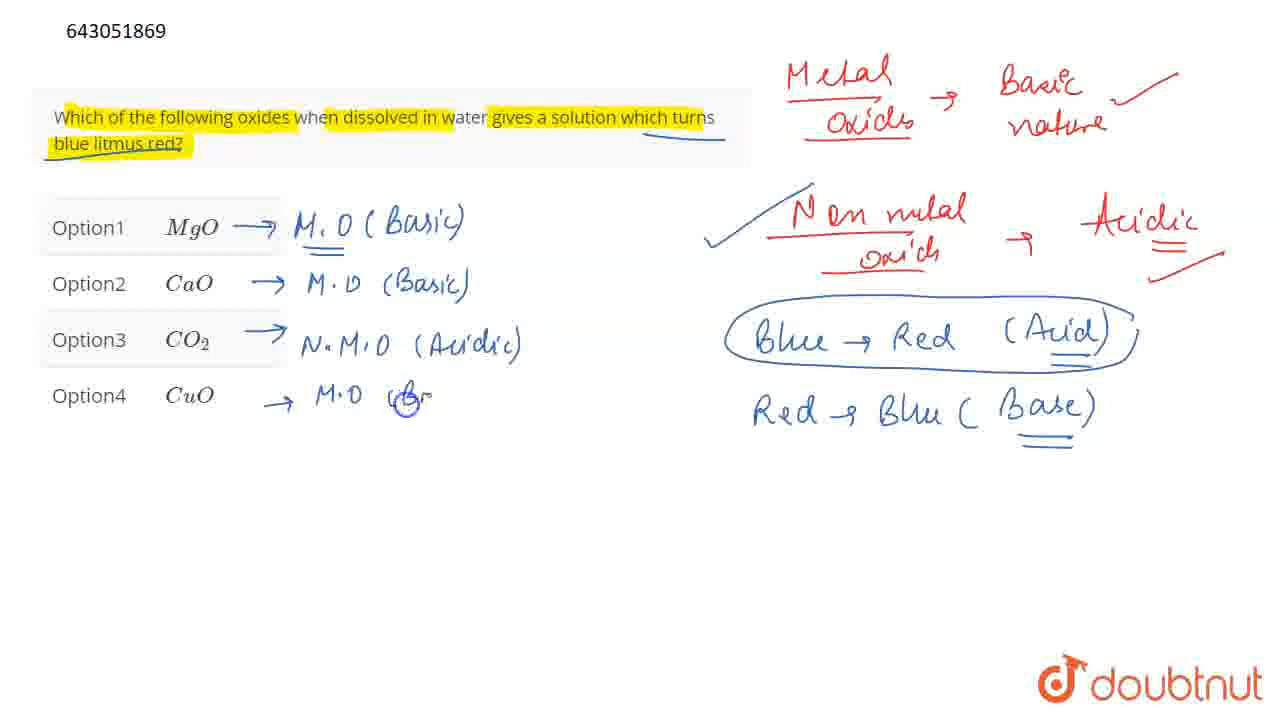 643051869
Which of the following oxides when dissolved in water gives a solution which turns
blue litmus red?
Option1 MgO → M.O (Basic)
Option2 CaO → M.O (Basic)
Option3 CO₂ → N.M.O (Acidic)
Option4 CuO → M.O (
Metal
oxides → Basic
nature
Non metal
oxids → Acidic
Blue → Red (Acid)
Red → Blue (Base)
doubtnut